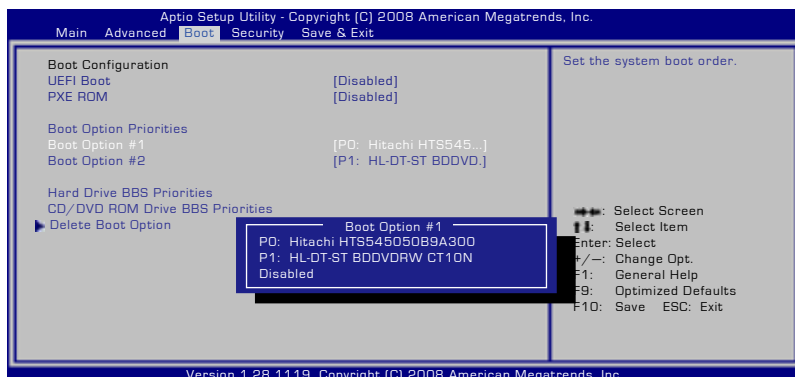 Aptio Setup Utility - Copyright (C) 2008 American Megatrends, Inc.
Main Advanced Boot Security Save & Exit
Boot Configuration
UEFI Boot [Disabled]
PXE ROM [Disabled]
Boot Option Priorities
Boot Option #1 [P0: Hitachi HTS545...]
Boot Option #2 [P1: HL-DT-ST BDDVD.]
Hard Drive BBS Priorities
CD/DVD ROM Drive BBS Priorities
Delete Boot Option
Boot Option #1
P0: Hitachi HTS545050B9A300
P1: HL-DT-ST BDDVDRW CT10N
Disabled
Set the system boot order.
: Select Screen
: Select Item
Enter: Select
+/—: Change Opt.
F1: General Help
F9: Optimized Defaults
F10: Save ESC: Exit
Version 1.28.1119. Copyright (C) 2008 American Megatrends, Inc.